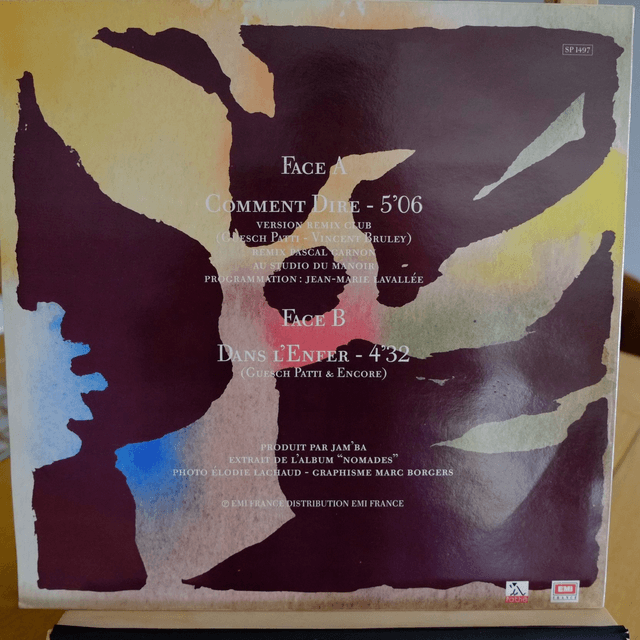 SP 1497
FACE A
COMMENT DIRE - 5'06
VERSION REMIX CLUB
(GUESCH PATTI - VINCENT BRULEY)
REMIX PASCAL GARNON
AU STUDIO DU MANOIR
PROGRAMMATION : JEAN-MARIE LAVALLÉE
FACE B
DANS L'ENFER - 4'32
(GUESCH PATTI & ENCORE)
PRODUIT PAR JAM'BA
EXTRAIT DE L'ALBUM "NOMADES"
PHOTO ÉLODIE LACHAUD - GRAPHISME MARC BORGERS
Ⓟ EMI FRANCE DISTRIBUTION EMI FRANCE
EMI